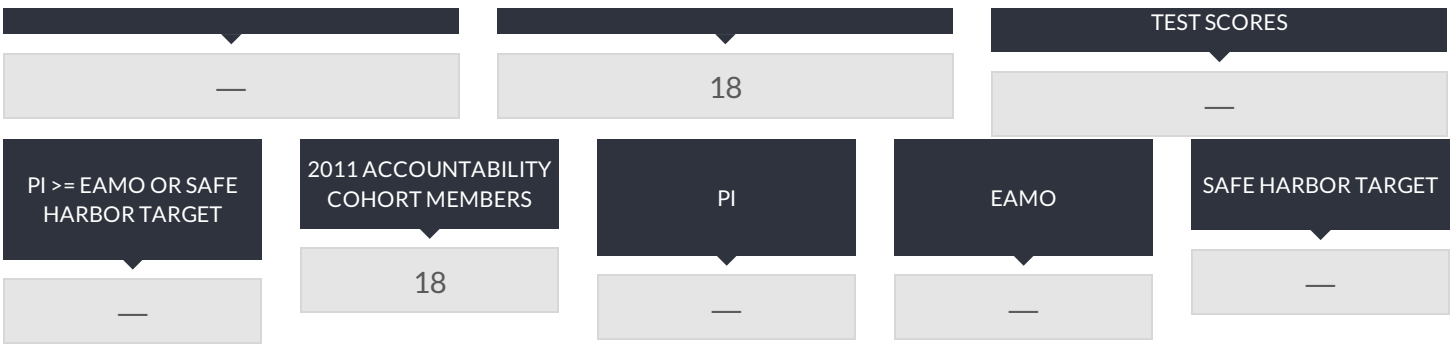 TEST SCORES
—
18
—
PI >= EAMO OR SAFE
HARBOR TARGET
2011 ACCOUNTABILITY
COHORT MEMBERS
PI
EAMO
SAFE HARBOR TARGET
—
18
—
—
—